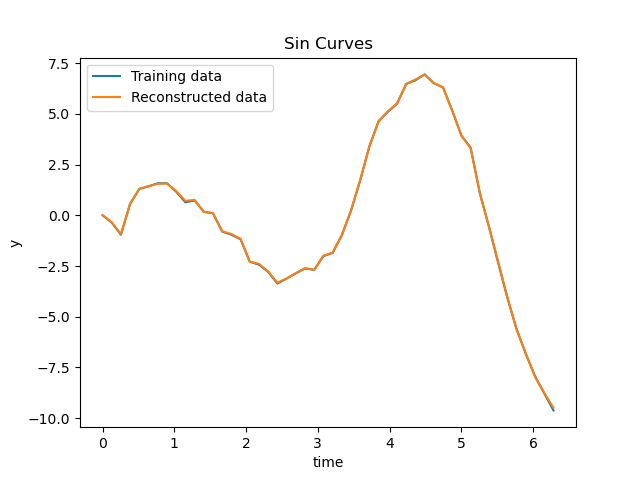 Sin Curves
Training data
Reconstructed data
7.5
5.0
2.5
0.0
−2.5
−5.0
−7.5
−10.0
y
0 1 2 3 4 5 6
time